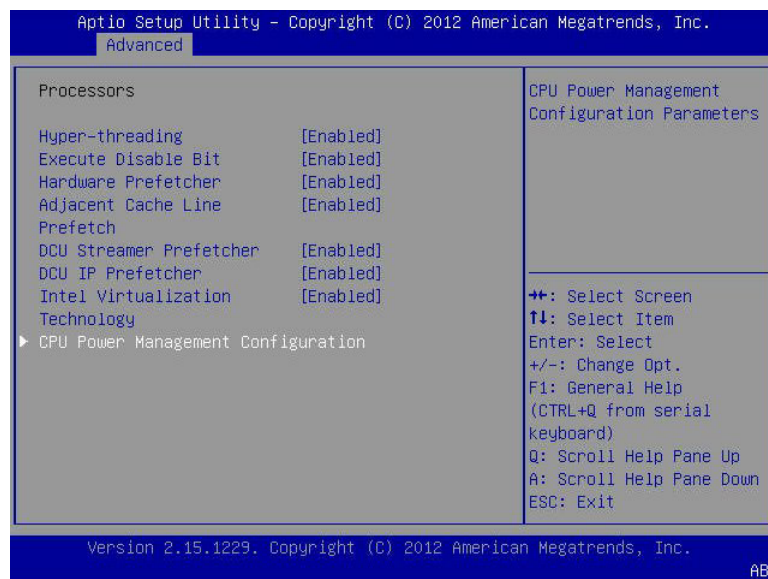 Aptio Setup Utility – Copyright (C) 2012 American Megatrends, Inc.
Advanced
Processors
Hyper-threading [Enabled]
Execute Disable Bit [Enabled]
Hardware Prefetcher [Enabled]
Adjacent Cache Line [Enabled]
Prefetch
DCU Streamer Prefetcher [Enabled]
DCU IP Prefetcher [Enabled]
Intel Virtualization [Enabled]
Technology
▶ CPU Power Management Configuration
CPU Power Management
Configuration Parameters
→←: Select Screen
↑↓: Select Item
Enter: Select
+/-: Change Opt.
F1: General Help
(CTRL+Q from serial
keyboard)
Q: Scroll Help Pane Up
A: Scroll Help Pane Down
ESC: Exit
Version 2.15.1229. Copyright (C) 2012 American Megatrends, Inc.
AB